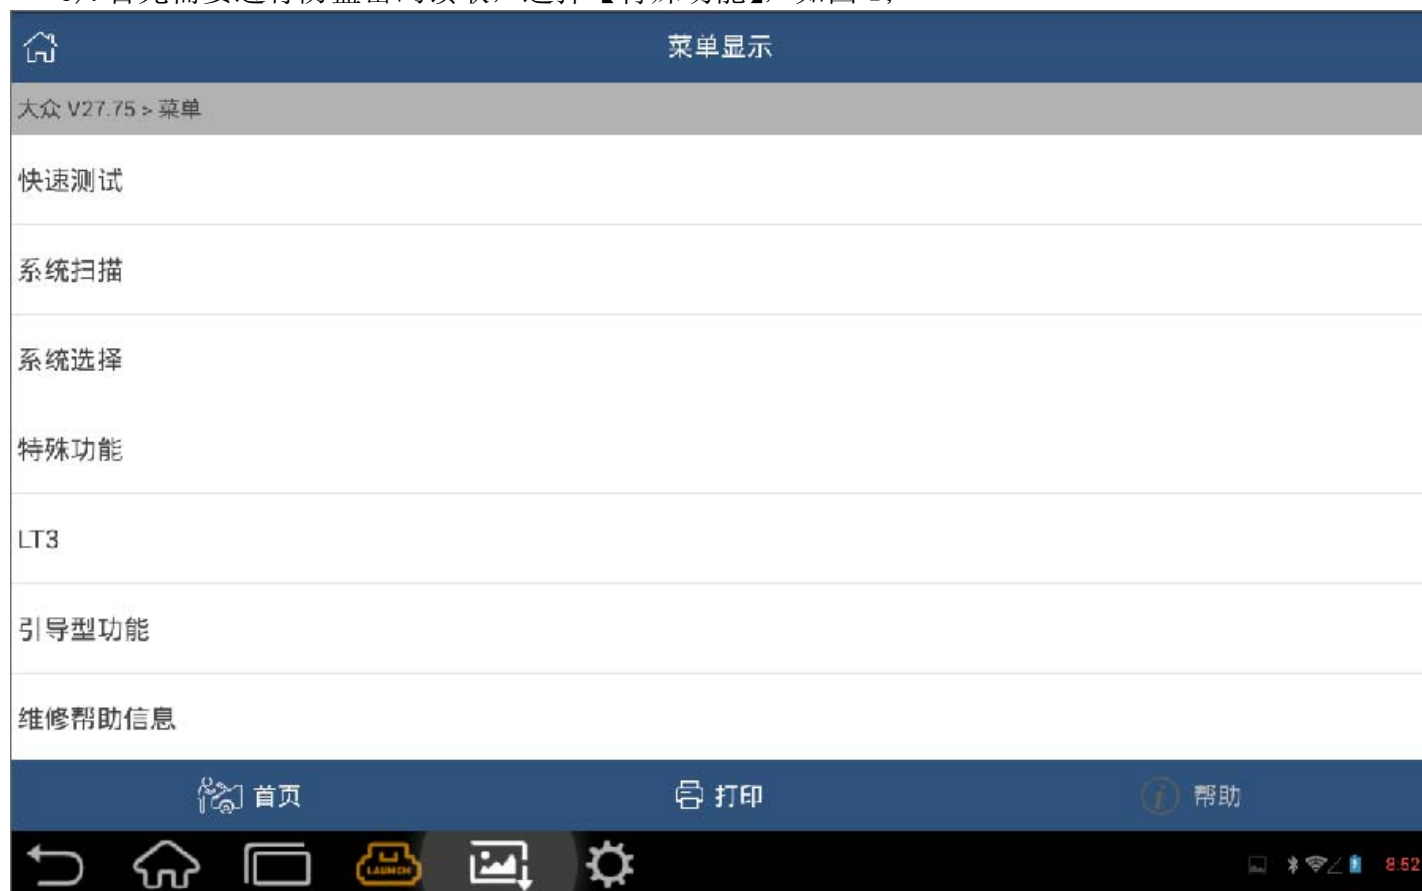 菜单显示
大众 V27.75 > 菜单
快速测试
系统扫描
系统选择
特殊功能
LT3
引导型功能
维修帮助信息
首页 打印 帮助
LAUNCH
8:52